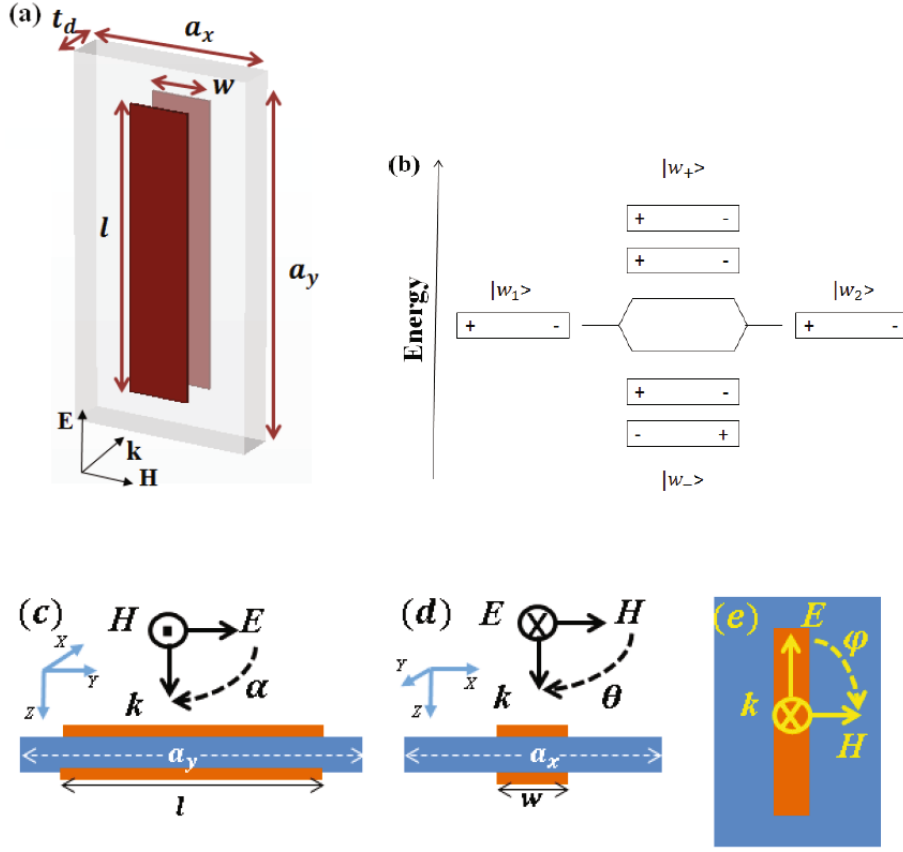 (a)
t_d
a_x
w
l
a_y
E
k
H
(b)
Energy
|w₊>
+ -
+ -
|w₁>
+ -
|w₂>
+ -
+ -
- +
|w₋>
(c)
H E
X
Y
Z
k α
a_y
l
(d)
E H
Y X
Z
k θ
a_x
w
(e)
E φ
k
H